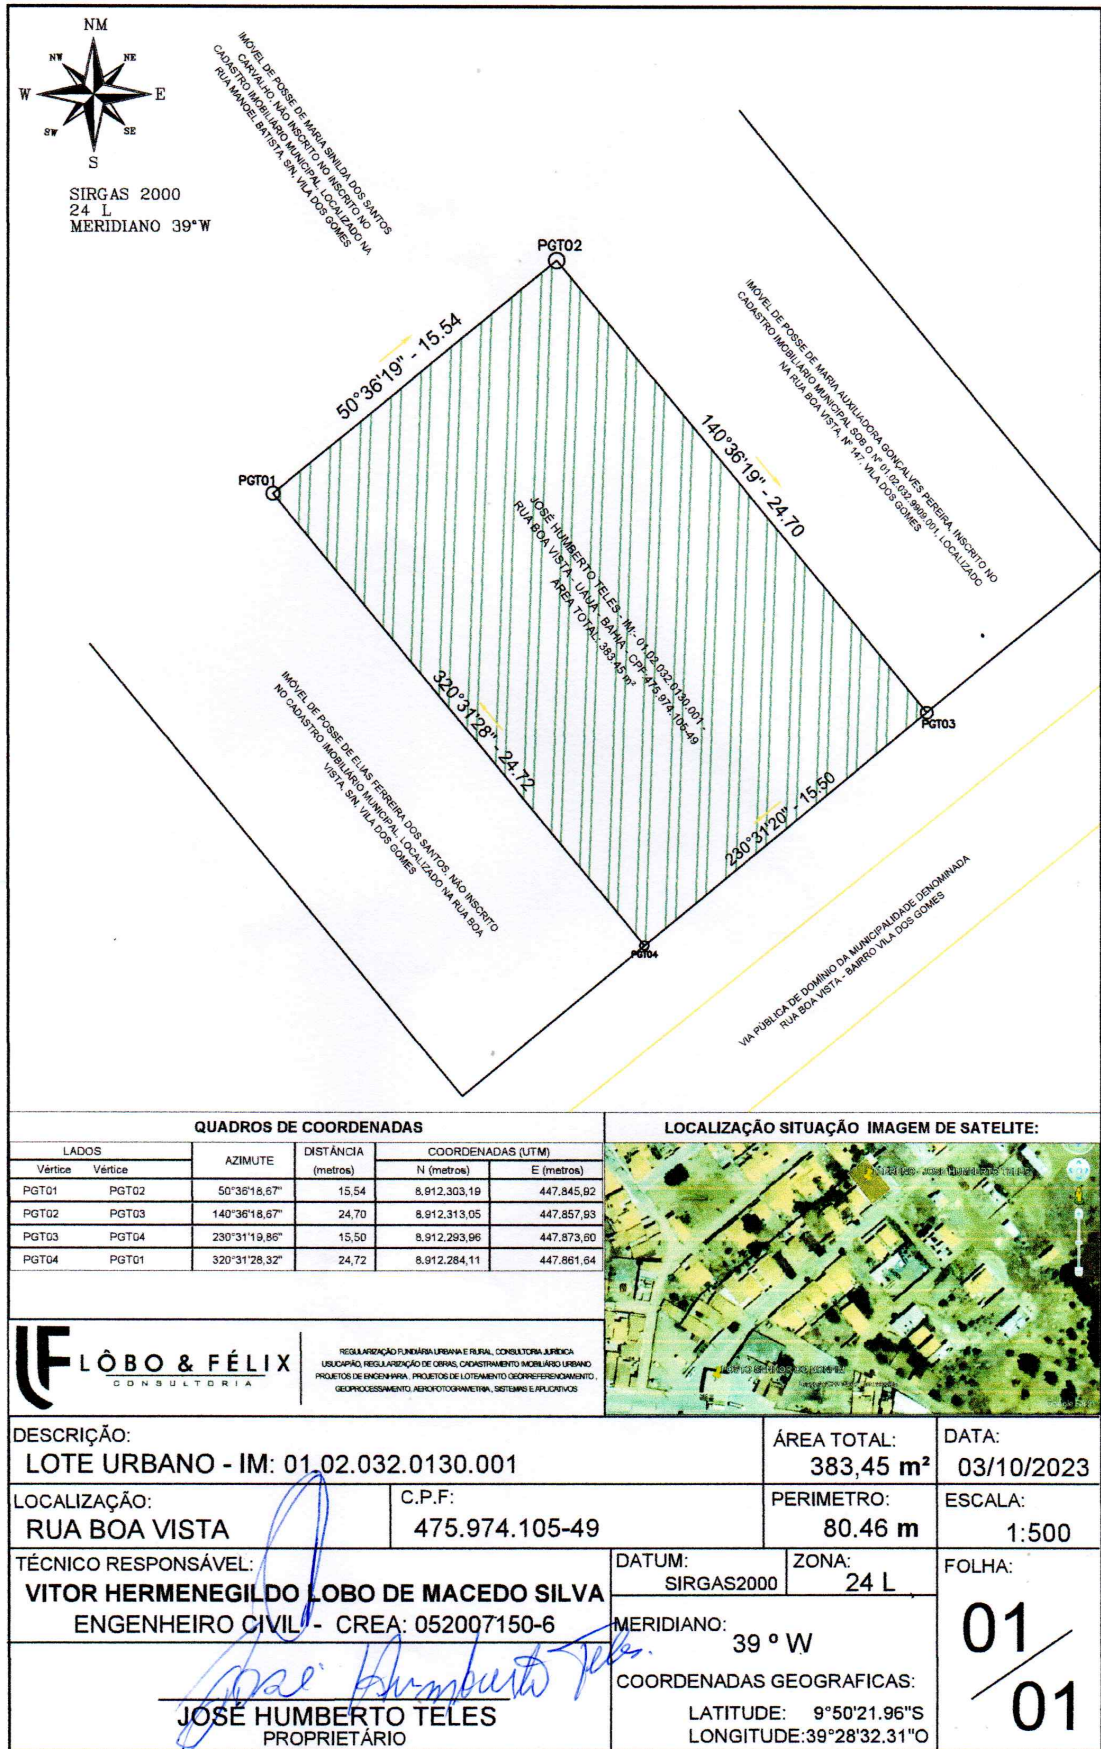 NM
NW
NE
W
E
SW
SE
S
SIRGAS 2000
24 L
MERIDIANO 39°W
IMÓVEL DE POSSE DE MARIA SINILDA DOS SANTOS
CARVALHO, NÃO INSCRITO NO INSCRITO NO
CADASTRO IMOBILIÁRIO MUNICIPAL, LOCALIZADO NA
RUA MANOEL BATISTA, S/N, VILA DOS GOMES
PGT02
50°36'19" - 15.54
IMÓVEL DE POSSE DE MARIA AUXILIADORA GONÇALVES PEREIRA, INSCRITO NO
CADASTRO IMOBILIÁRIO MUNICIPAL SOB O Nº 01.02.032.9909.001, LOCALIZADO
NA RUA BOA VISTA, Nº 147, VILA DOS GOMES
140°36'19" - 24.70
PGT01
JOSÉ HUMBERTO TELES - IM:- 01.02.032.0130.001 -
RUA BOA VISTA - UAUÁ - BAHIA - CPF:475.974.105-49
ÁREA TOTAL: 383,45 m²
320°31'28" - 24.72
PGT03
IMÓVEL DE POSSE DE ELIAS FERREIRA DOS SANTOS, NÃO INSCRITO
NO CADASTRO IMOBILIÁRIO MUNICIPAL, LOCALIZADO NA RUA BOA
VISTA, S/N, VILA DOS GOMES
230°31'20" - 15.50
PGT04
VIA PÚBLICA DE DOMÍNIO DA MUNICIPALIDADE DENOMINADA
RUA BOA VISTA - BAIRRO VILA DOS GOMES
QUADROS DE COORDENADAS
LADOS AZIMUTE DISTÂNCIA COORDENADAS (UTM)
Vértice Vértice (metros) N (metros) E (metros)
PGT01 PGT02 50°36'18,67" 15,54 8.912.303,19 447.845,92
PGT02 PGT03 140°36'18,67" 24,70 8.912.313,05 447.857,93
PGT03 PGT04 230°31'19,86" 15,50 8.912.293,96 447.873,60
PGT04 PGT01 320°31'28,32" 24,72 8.912.284,11 447.861,64
LOCALIZAÇÃO SITUAÇÃO IMAGEM DE SATELITE:
TERRENO - JOSE HUMBERTO TELES
LF
LÔBO & FÉLIX
CONSULTORIA
REGULARIZAÇÃO FUNDIÁRIA URBANA E RURAL, CONSULTORIA JURÍDICA
USUCAPIÃO, REGULARIZAÇÃO DE OBRAS, CADASTRAMENTO IMOBILIÁRIO URBANO
PROJETOS DE ENGENHARIA, PROJETOS DE LOTEAMENTO GEORREFERENCIAMENTO,
GEOPROCESSAMENTO, AEROFOTOGRAMETRIA, SISTEMAS E APLICATIVOS
DESCRIÇÃO:
LOTE URBANO - IM: 01.02.032.0130.001
ÁREA TOTAL:
383,45 m²
DATA:
03/10/2023
LOCALIZAÇÃO:
RUA BOA VISTA
C.P.F:
475.974.105-49
PERIMETRO:
80.46 m
ESCALA:
1:500
TÉCNICO RESPONSÁVEL:
VITOR HERMENEGILDO LOBO DE MACEDO SILVA
ENGENHEIRO CIVIL - CREA: 052007150-6
DATUM:
SIRGAS2000
ZONA:
24 L
FOLHA:
01
01
MERIDIANO:
39 º W
COORDENADAS GEOGRAFICAS:
LATITUDE: 9°50'21.96"S
LONGITUDE:39°28'32.31"O
José Humberto Teles.
JOSÉ HUMBERTO TELES
PROPRIETÁRIO